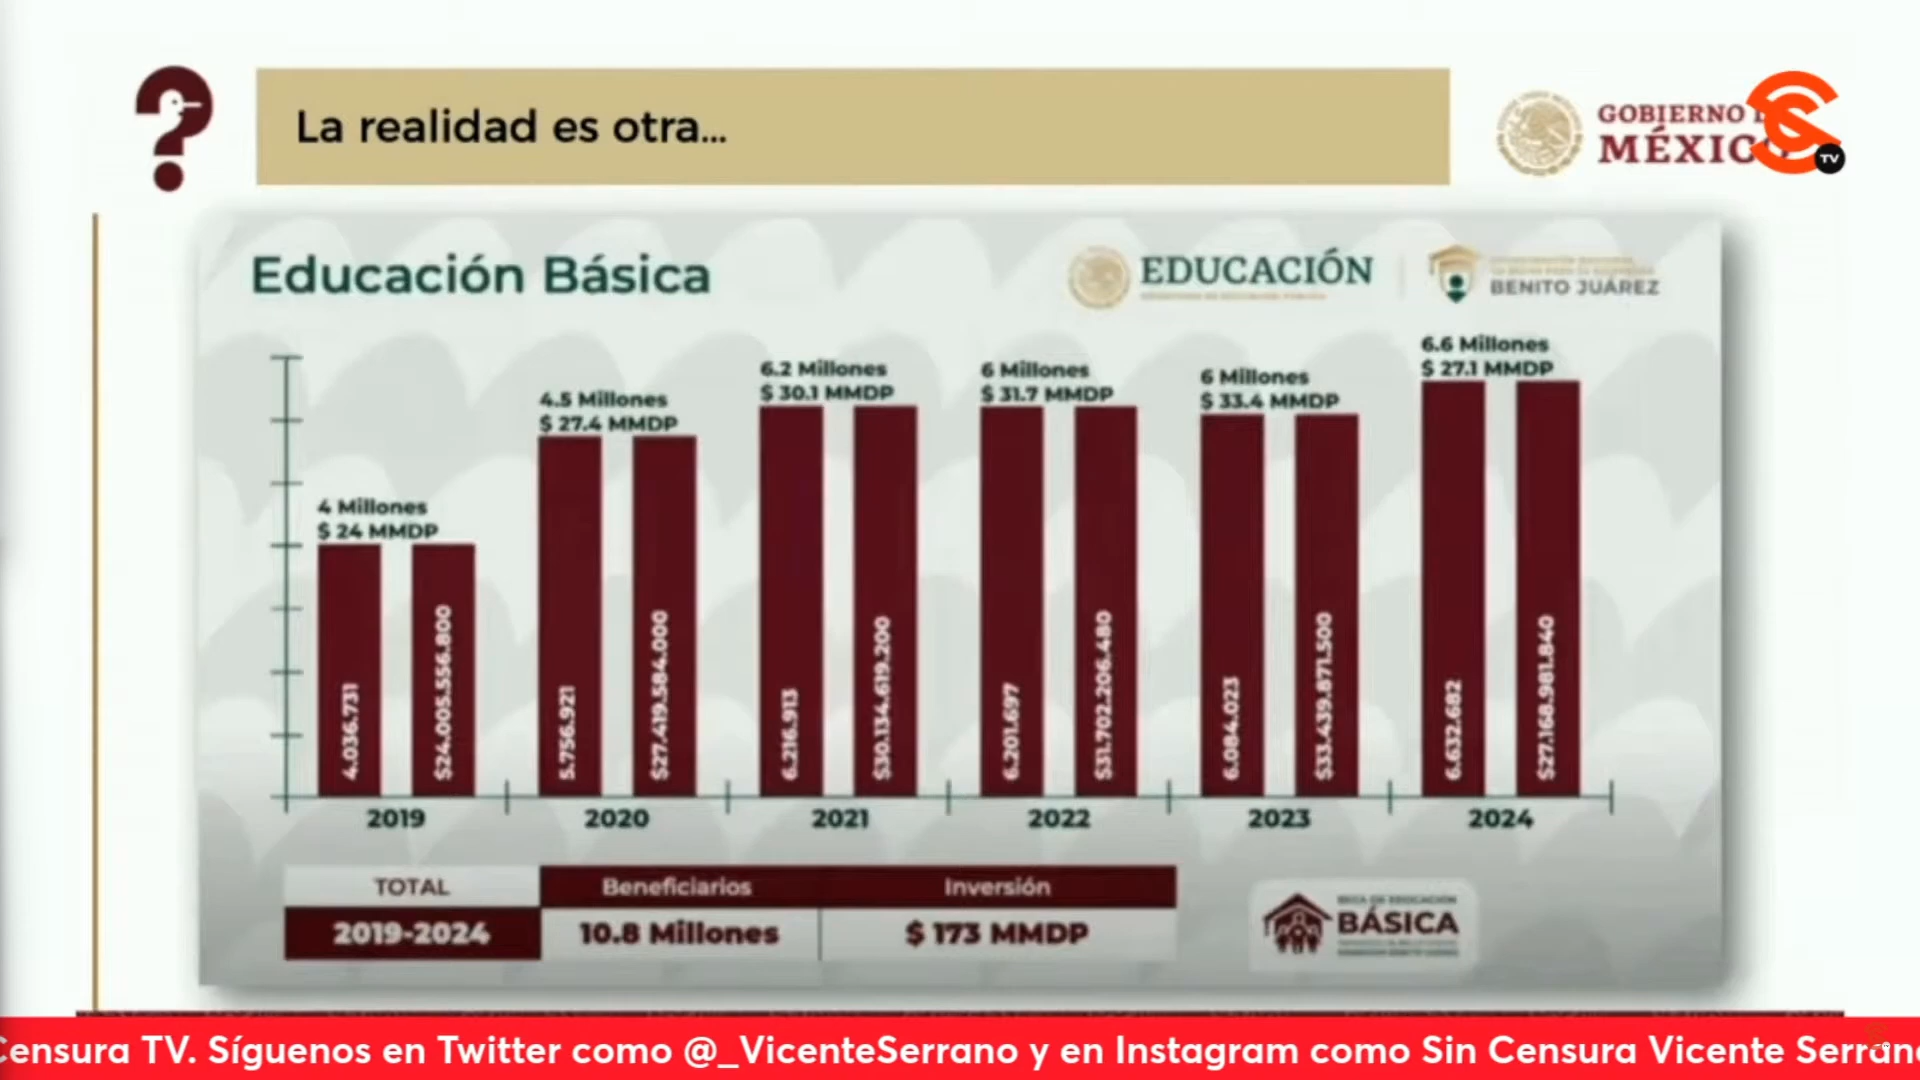 La realidad es otra...
GOBIERNO
MÉXICO
TV
Educación Básica
EDUCACIÓN
BENITO JUÁREZ
4 Millones
$ 24 MMDP
4.5 Millones
$ 27.4 MMDP
6.2 Millones
$ 30.1 MMDP
6 Millones
$ 31.7 MMDP
6 Millones
$ 33.4 MMDP
6.6 Millones
$ 27.1 MMDP
4.036.731
$24.005.556.800
5.756.921
$27.419.584.000
6.216.913
$30.134.619.200
6.201.697
$31.702.206.480
6.084.023
$33.439.871.500
6.632.682
$27.168.981.840
2019
2020
2021
2022
2023
2024
TOTAL
Beneficiarios
Inversión
2019-2024
10.8 Millones
$ 173 MMDP
BECA DE EDUCACIÓN
BÁSICA
Censura TV. Síguenos en Twitter como @_VicenteSerrano y en Instagram como Sin Censura Vicente Serrano